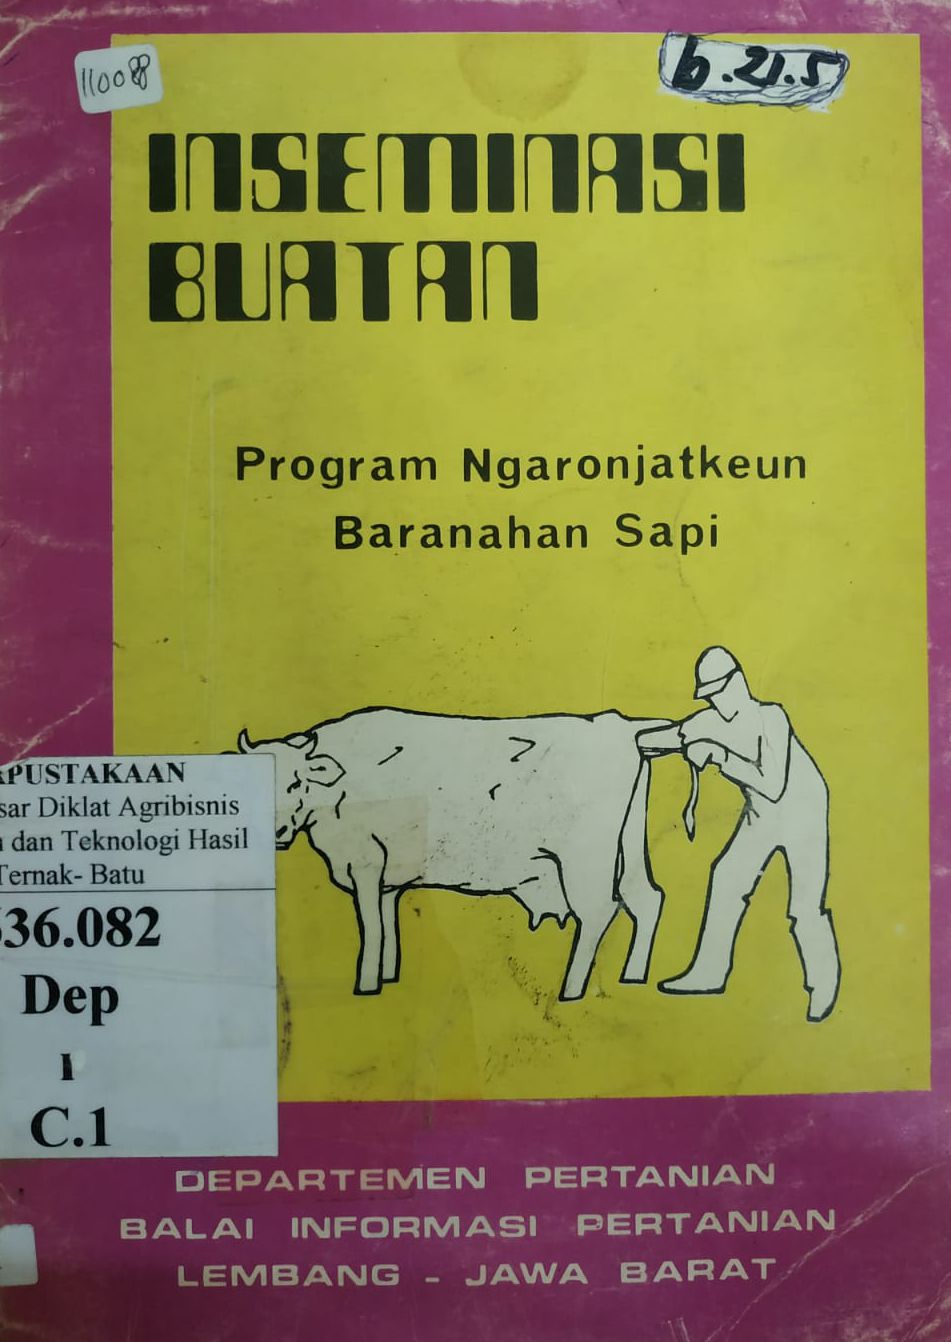 11008
b.21.5
INSEMINASI
BUATAN
Program Ngaronjatkeun
Baranahan Sapi
PUSTAKAAN
sar Diklat Agribisnis
dan Teknologi Hasil
Ternak- Batu
36.082
Dep
I
C.1
DEPARTEMEN PERTANIAN
BALAI INFORMASI PERTANIAN
LEMBANG - JAWA BARAT